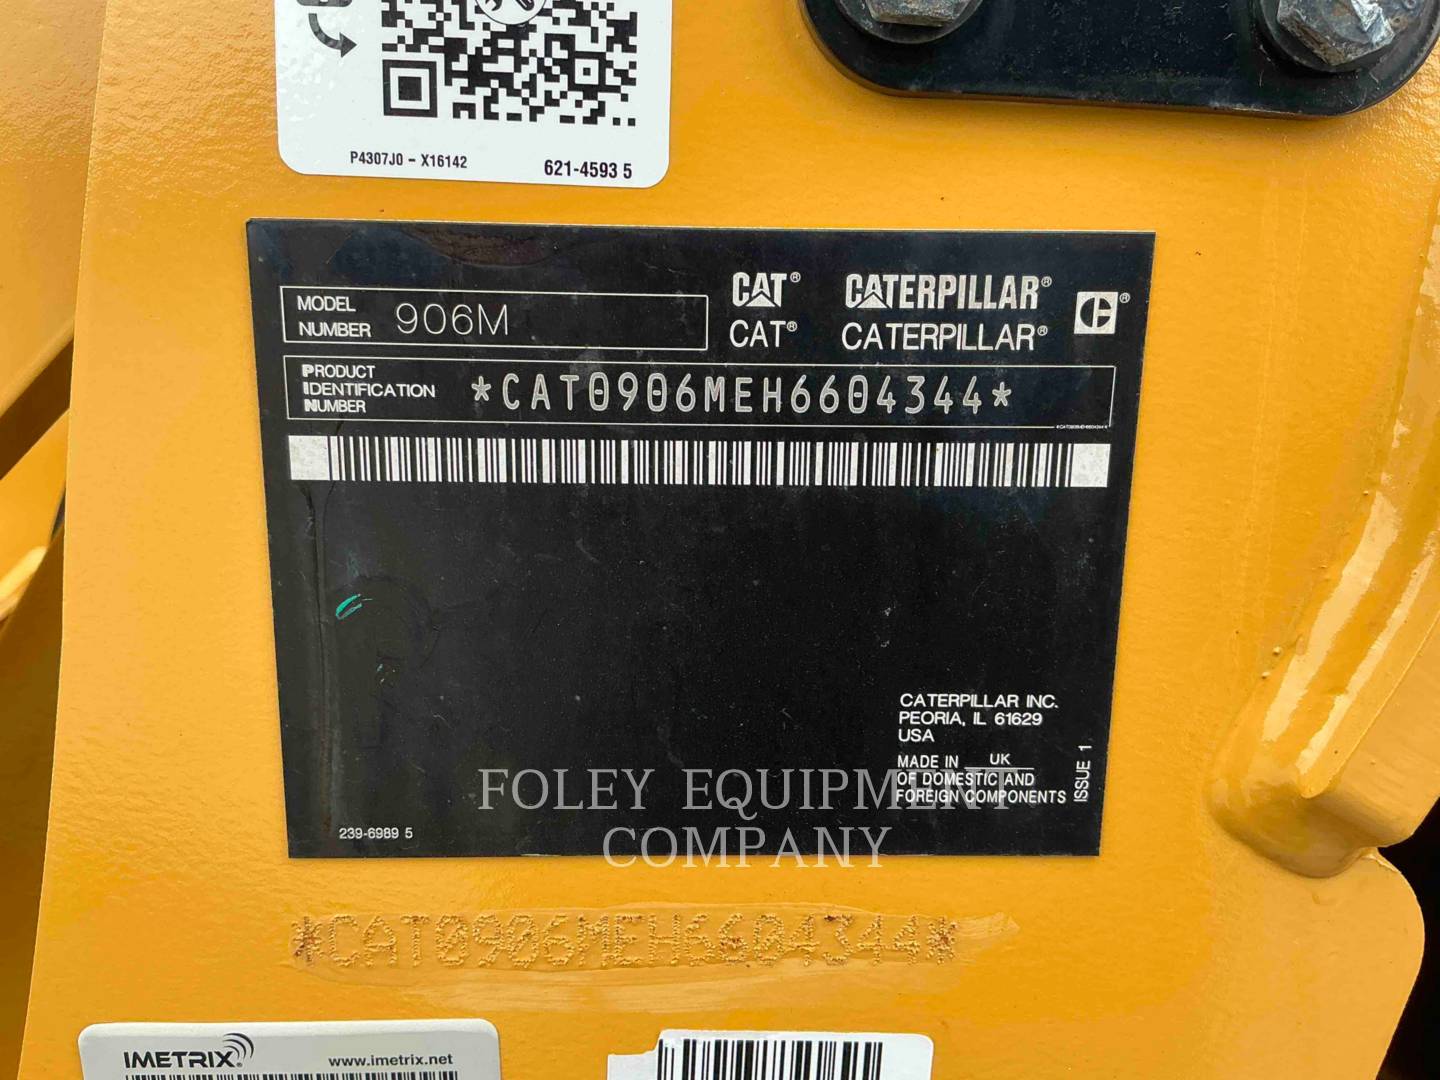 P4307J0 - X16142
621-4593 5
MODEL
NUMBER 906M
CAT® CATERPILLAR®
CAT® CATERPILLAR®
PRODUCT
IDENTIFICATION
NUMBER
*CAT0906MEH6604344*
*CAT0906MEH6604344*
CATERPILLAR INC.
PEORIA, IL 61629
USA
MADE IN UK
OF DOMESTIC AND
FOREIGN COMPONENTS
ISSUE 1
239-6989 5
FOLEY EQUIPMENT
COMPANY
*CAT0906MEH6604344*
IMETRIX® www.imetrix.net